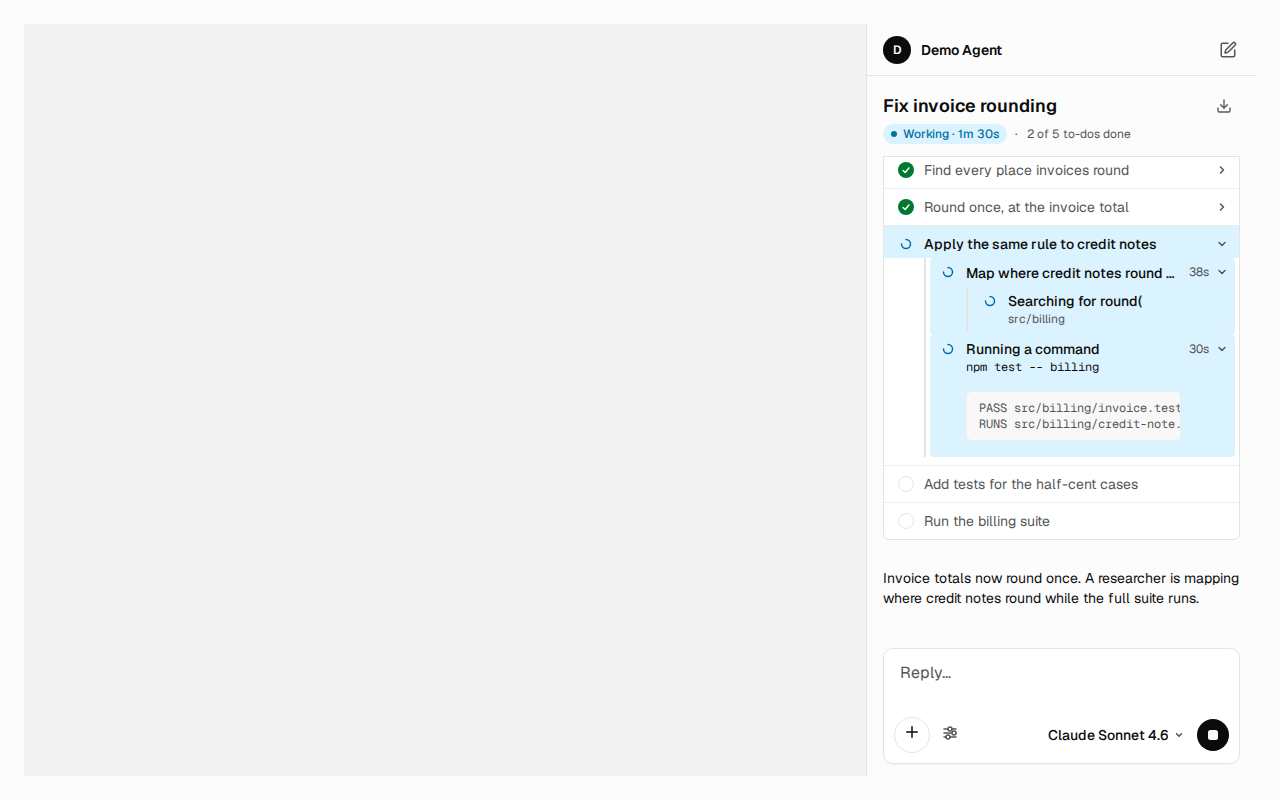 D Demo Agent
Fix invoice rounding
Working · 1m 30s · 2 of 5 to-dos done
Find every place invoices round
Round once, at the invoice total
Apply the same rule to credit notes
Map where credit notes round … 38s
Searching for round(
src/billing
Running a command 30s
npm test -- billing
PASS src/billing/invoice.test
RUNS src/billing/credit-note.
Add tests for the half-cent cases
Run the billing suite
Invoice totals now round once. A researcher is mapping
where credit notes round while the full suite runs.
Reply…
Claude Sonnet 4.6